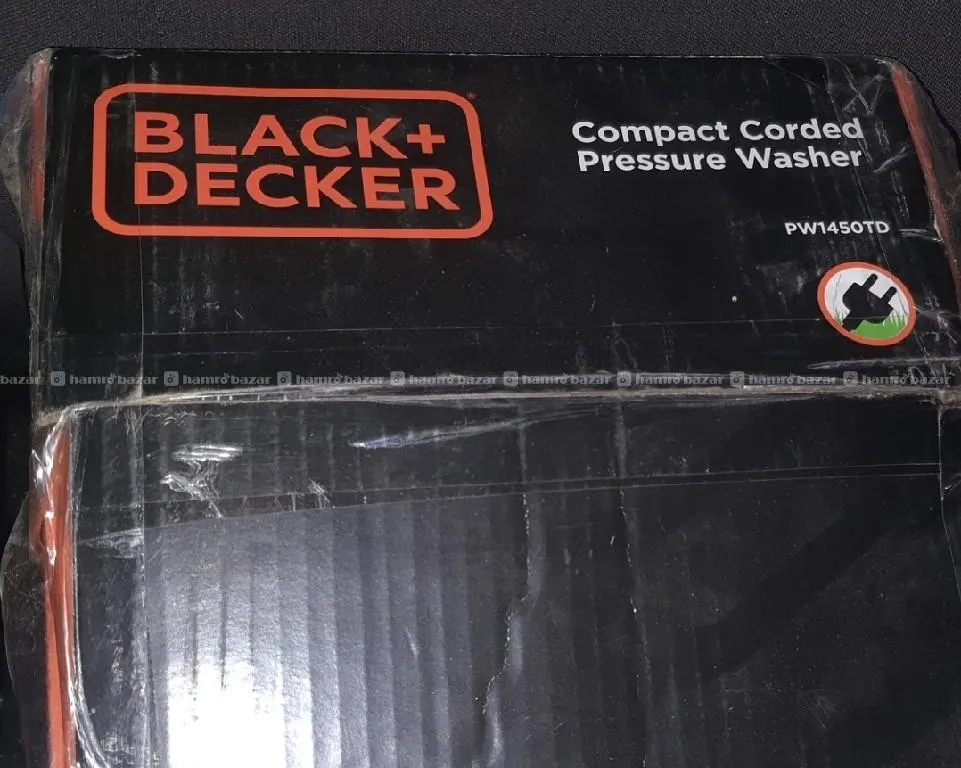 BLACK+
DECKER
Compact Corded
Pressure Washer
PW1450TD
bazar hamro bazar hamro bazar hamro bazar hamro bazar hamro bazar hamro bazar hamro bazar hamro bazar